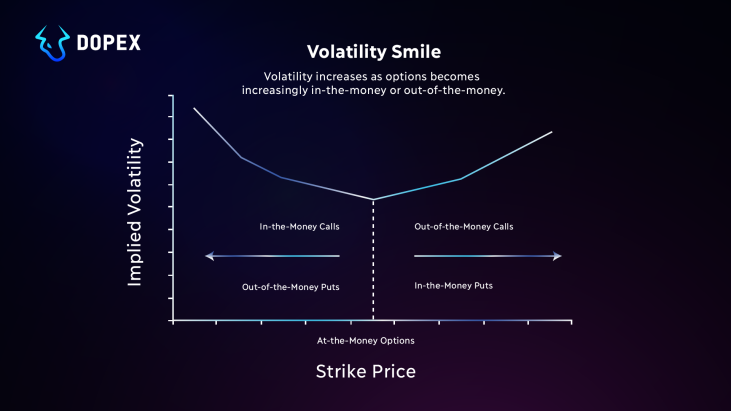 DOPEX
Volatility Smile
Volatility increases as options becomes
increasingly in-the-money or out-of-the-money.
Implied Volatility
In-the-Money Calls
Out-of-the-Money Calls
Out-of-the-Money Puts
In-the-Money Puts
At-the-Money Options
Strike Price